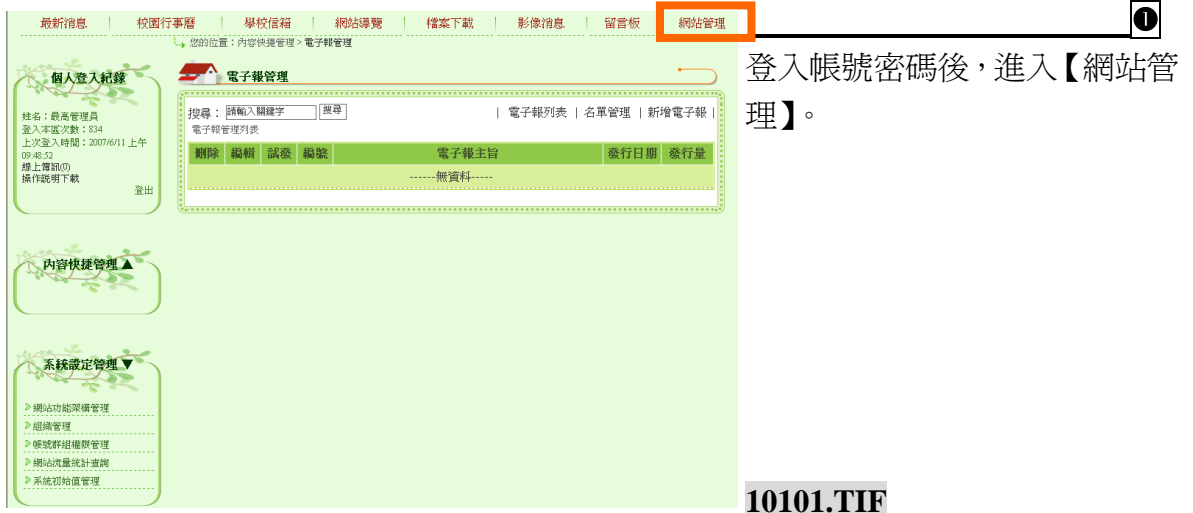 最新消息 | 校園行事曆 | 學校信箱 | 網站導覽 | 檔案下載 | 影像消息 | 留言板 網站管理
您的位置：內容快捷管理>電子報管理
個人登入紀錄
姓名：最高管理員
登入本區次數：834
上次登入時間：2007/6/11 上午
09:48:52
線上簡訊(0)
操作說明下載
登出
電子報管理
搜尋： 請輸入關鍵字 搜尋 | 電子報列表 | 名單管理 | 新增電子報 |
電子報管理列表
刪除 編輯 試發 編號 電子報主旨 發行日期 發行量
------無資料-----
內容快捷管理▲
系統設定管理▼
網站功能架構管理
組織管理
帳號群組權限管理
網站流量統計查詢
系統初始值管理
❶
登入帳號密碼後，進入【網站管
理】。
10101.TIF